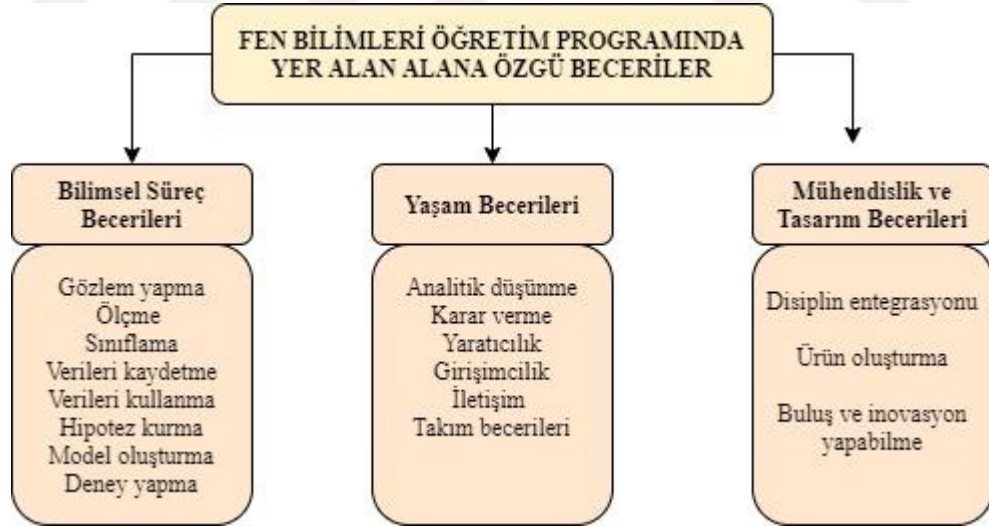 FEN BİLİMLERİ ÖĞRETİM PROGRAMINDA
YER ALAN ALANA ÖZGÜ BECERİLER
Bilimsel Süreç
Becerileri
Gözlem yapma
Ölçme
Sınıflama
Verileri kaydetme
Verileri kullanma
Hipotez kurma
Model oluşturma
Deney yapma
Yaşam Becerileri
Analitik düşünme
Karar verme
Yaratıcılık
Girişimcilik
İletişim
Takım becerileri
Mühendislik ve
Tasarım Becerileri
Disiplin entegrasyonu
Ürün oluşturma
Buluş ve inovasyon
yapabilme